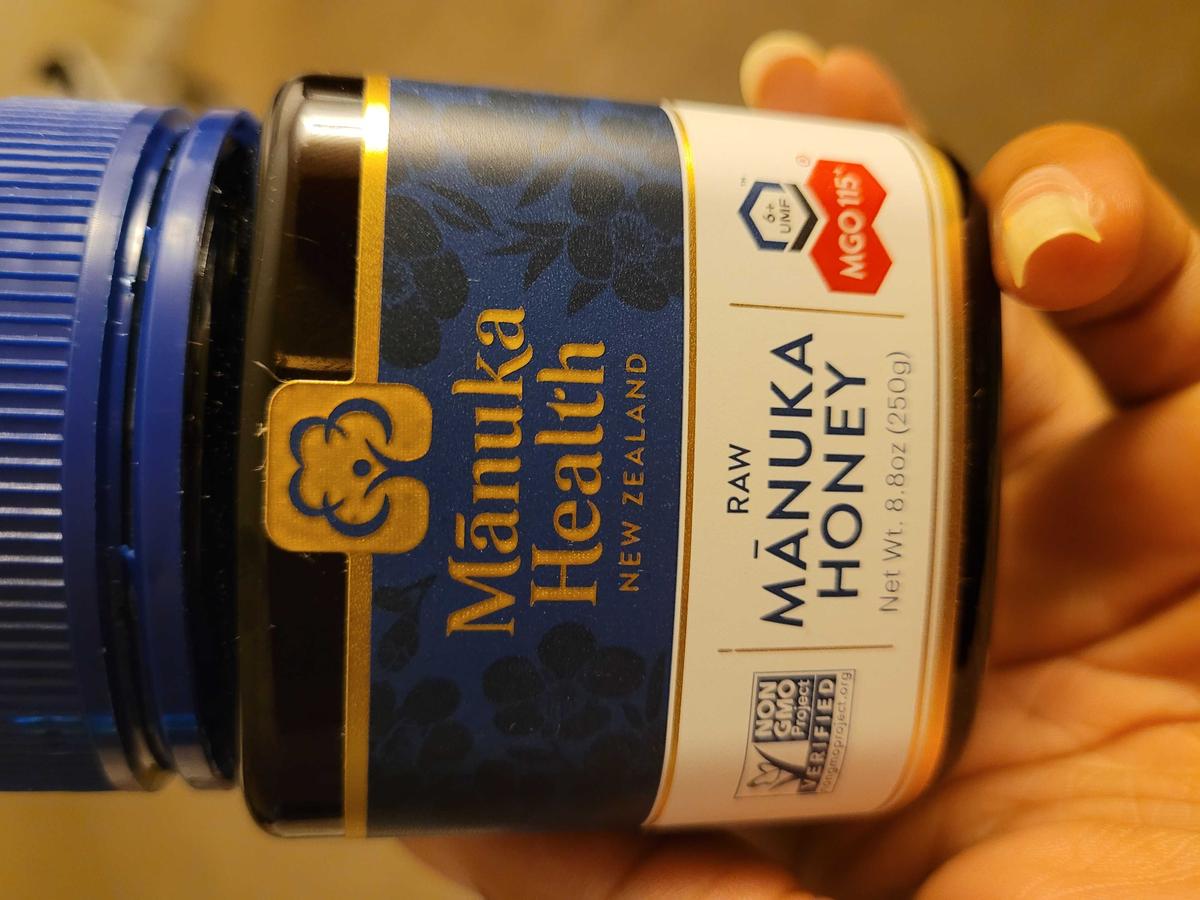 Mānuka
Health
NEW ZEALAND
NON
GMO
Project
VERIFIED
nongmoproject.org
RAW
MĀNUKA
HONEY
Net Wt. 8.8oz (250g)
6+
UMF™
MGO 115+®